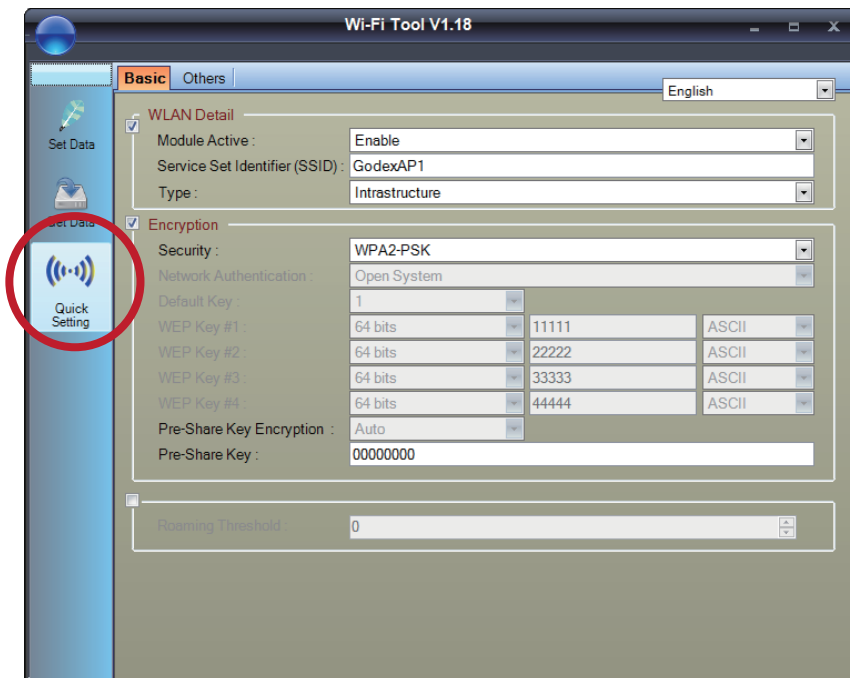 Wi-Fi Tool V1.18
Basic Others
English
Set Data
Get Data
Quick
Setting
WLAN Detail
Module Active : Enable
Service Set Identifier (SSID) : GodexAP1
Type : Intrastructure
Encryption
Security : WPA2-PSK
Network Authentication : Open System
Default Key : 1
WEP Key #1 : 64 bits 11111 ASCII
WEP Key #2 : 64 bits 22222 ASCII
WEP Key #3 : 64 bits 33333 ASCII
WEP Key #4 : 64 bits 44444 ASCII
Pre-Share Key Encryption : Auto
Pre-Share Key : 00000000
Roaming Threshold : 0